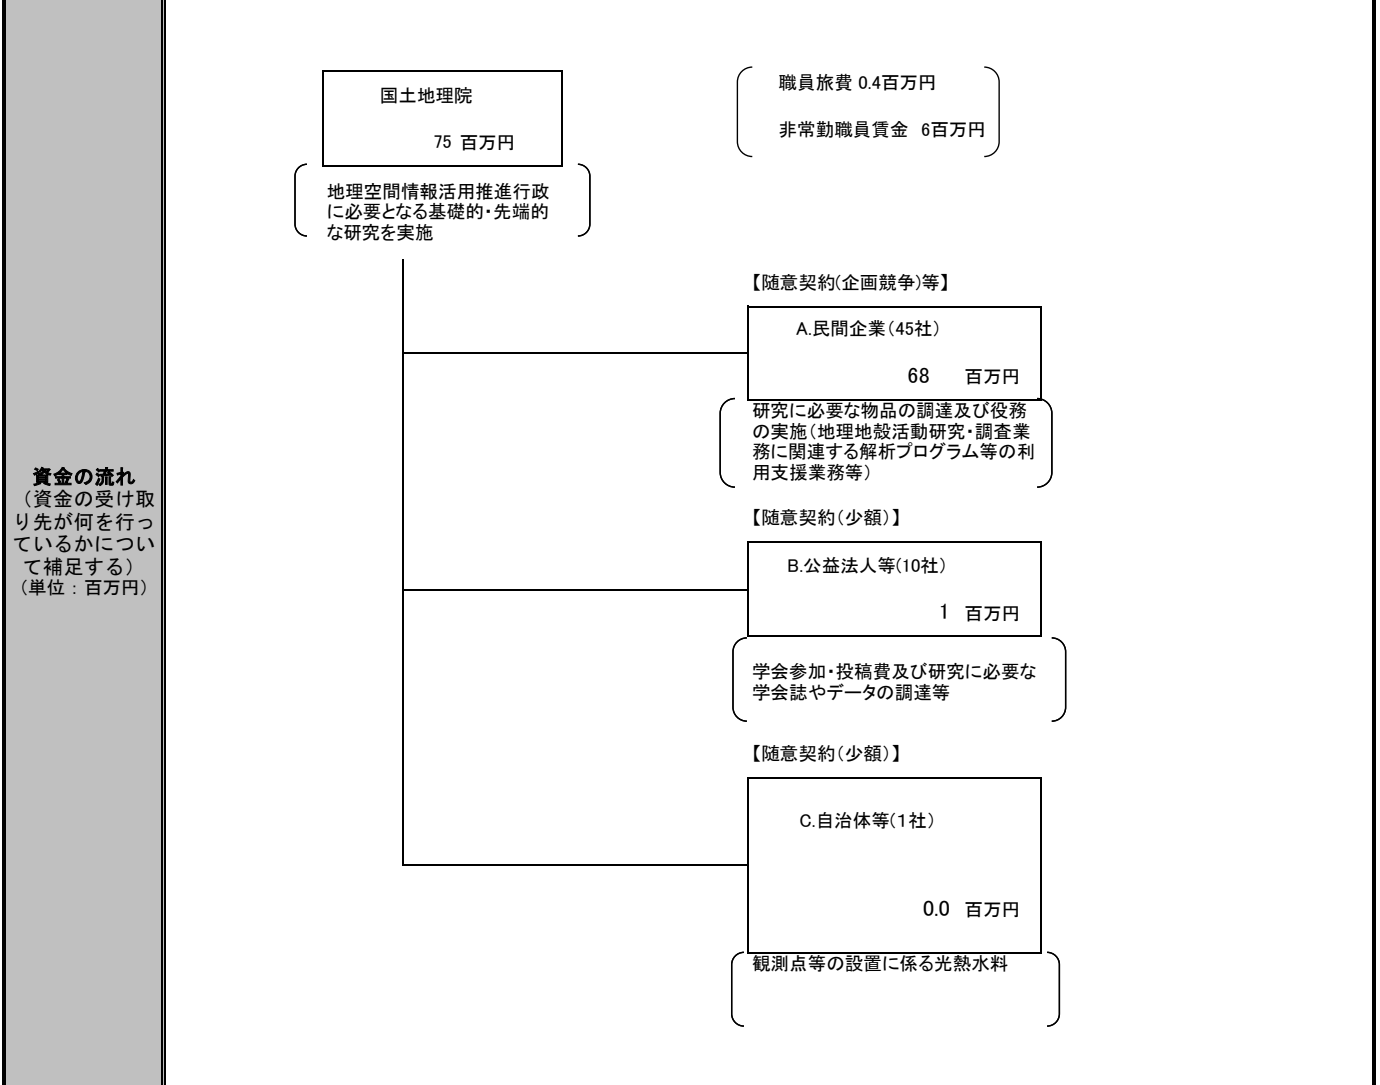 資金の流れ
（資金の受け取
り先が何を行っ
ているかについ
て補足する）
（単位：百万円）
国土地理院
75 百万円
地理空間情報活用推進行政
に必要となる基礎的・先端的
な研究を実施
職員旅費 0.4百万円
非常勤職員賃金 6百万円
【随意契約(企画競争)等】
A.民間企業（45社）
68 百万円
研究に必要な物品の調達及び役務
の実施（地理地殻活動研究・調査業
務に関連する解析プログラム等の利
用支援業務等）
【随意契約（少額）】
B.公益法人等(10社）
1 百万円
学会参加・投稿費及び研究に必要な
学会誌やデータの調達等
【随意契約（少額）】
C.自治体等(１社）
0.0 百万円
観測点等の設置に係る光熱水料